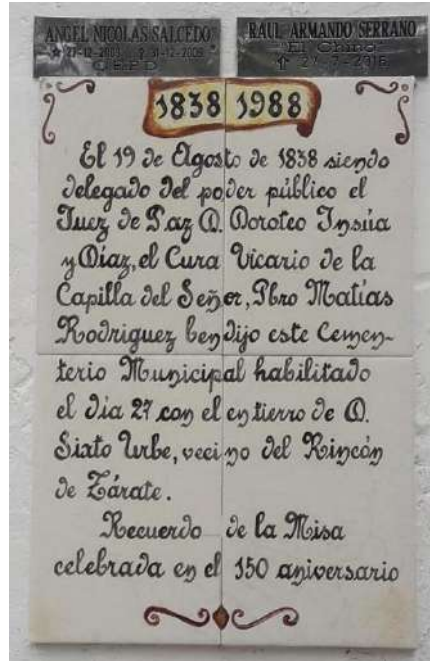 ANGEL NICOLAS SALCEDO
Q.E.P.D
RAUL ARMANDO SERRANO
"El Chino"
1838 1988
El 19 de Agosto de 1838 siendo
delegado del poder público el
Juez de Paz D. Doroteo Insúa
y Díaz, el Cura Vicario de la
Capilla del Señor, Pbro Matías
Rodriguez bendijo este Cemen-
terio Municipal habilitado
el día 27 con el entierro de D.
Sixto Urbe, vecino del Rincón
de Zárate.
Recuerdo de la Misa
celebrada en el 150 aniversario